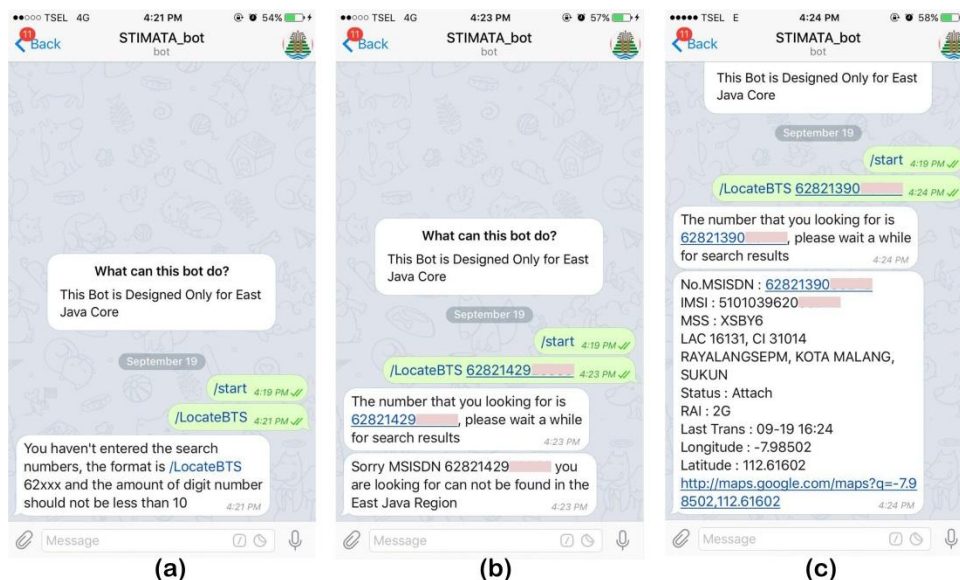 TSEL 4G 4:21 PM 54%
11
Back STIMATA_bot
bot
What can this bot do?
This Bot is Designed Only for East
Java Core
September 19
/start 4:19 PM
/LocateBTS 4:21 PM
You haven't entered the search
numbers, the format is /LocateBTS
62xxx and the amount of digit number
should not be less than 10 4:21 PM
Message
(a)
TSEL 4G 4:23 PM 57%
11
Back STIMATA_bot
bot
What can this bot do?
This Bot is Designed Only for East
Java Core
September 19
/start 4:19 PM
/LocateBTS 62821429 4:23 PM
The number that you looking for is
62821429, please wait a while
for search results 4:23 PM
Sorry MSISDN 62821429 you
are looking for can not be found in the
East Java Region 4:23 PM
Message
(b)
TSEL E 4:24 PM 58%
11
Back STIMATA_bot
bot
This Bot is Designed Only for East
Java Core
September 19
/start 4:19 PM
/LocateBTS 62821390 4:24 PM
The number that you looking for is
62821390, please wait a while
for search results 4:24 PM
No.MSISDN : 62821390
IMSI : 5101039620
MSS : XSBY6
LAC 16131, CI 31014
RAYALANGSEPM, KOTA MALANG,
SUKUN
Status : Attach
RAI : 2G
Last Trans : 09-19 16:24
Longitude : -7.98502
Latitude : 112.61602
http://maps.google.com/maps?q=-7.9
8502,112.61602 4:24 PM
Message
(c)